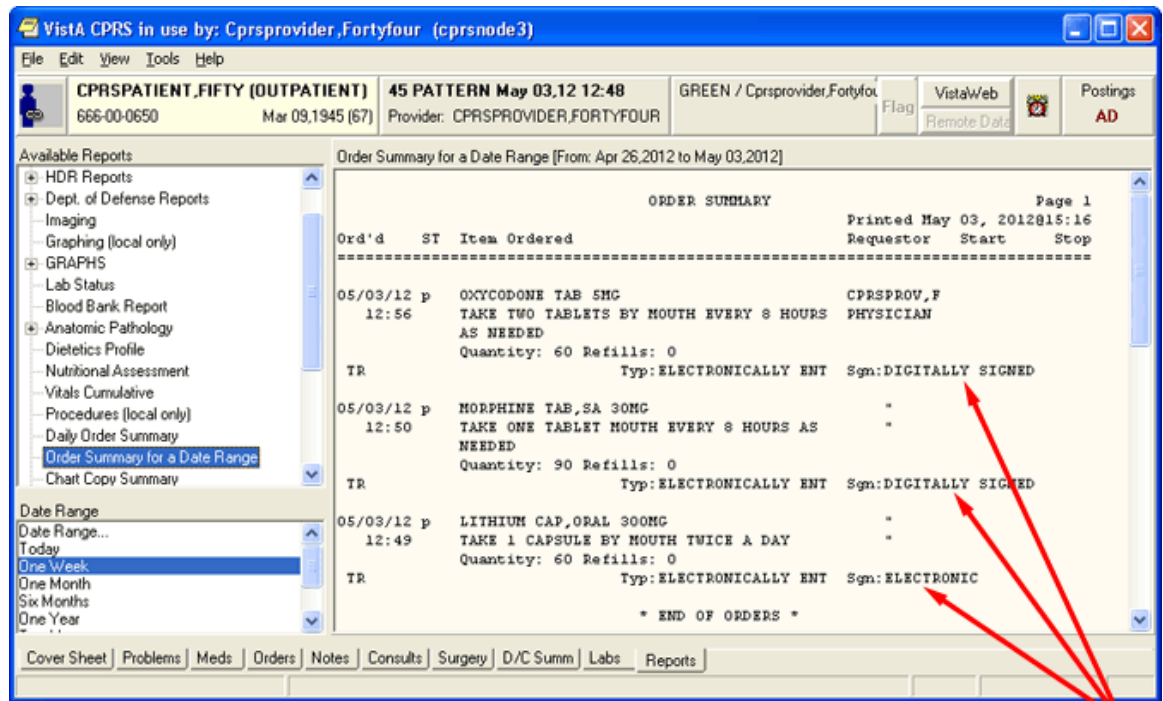 VistA CPRS in use by: Cprsprovider,Fortyfour (cprsnode3)
File Edit View Tools Help
CPRSPATIENT,FIFTY (OUTPATIENT) 45 PATTERN May 03,12 12:48 GREEN / Cprsprovider,Fortyfou Flag VistaWeb Postings
666-00-0650 Mar 09,1945 (67) Provider: CPRSPROVIDER,FORTYFOUR Remote Data AD
Available Reports
HDR Reports
Dept. of Defense Reports
Imaging
Graphing (local only)
GRAPHS
Lab Status
Blood Bank Report
Anatomic Pathology
Dietetics Profile
Nutritional Assessment
Vitals Cumulative
Procedures (local only)
Daily Order Summary
Order Summary for a Date Range
Chart Copy Summary
Date Range
Date Range...
Today
One Week
One Month
Six Months
One Year
Order Summary for a Date Range [From: Apr 26,2012 to May 03,2012]
ORDER SUMMARY Page 1
Printed May 03, 2012@15:16
Ord'd ST Item Ordered Requestor Start Stop
==========================================================================
05/03/12 p OXYCODONE TAB 5MG CPRSPROV,F
12:56 TAKE TWO TABLETS BY MOUTH EVERY 8 HOURS PHYSICIAN
AS NEEDED
Quantity: 60 Refills: 0
TR Typ:ELECTRONICALLY ENT Sgn:DIGITALLY SIGNED
05/03/12 p MORPHINE TAB,SA 30MG "
12:50 TAKE ONE TABLET MOUTH EVERY 8 HOURS AS "
NEEDED
Quantity: 90 Refills: 0
TR Typ:ELECTRONICALLY ENT Sgn:DIGITALLY SIGNED
05/03/12 p LITHIUM CAP,ORAL 300MG "
12:49 TAKE 1 CAPSULE BY MOUTH TWICE A DAY "
Quantity: 60 Refills: 0
TR Typ:ELECTRONICALLY ENT Sgn:ELECTRONIC
* END OF ORDERS *
Cover Sheet Problems Meds Orders Notes Consults Surgery D/C Summ Labs Reports